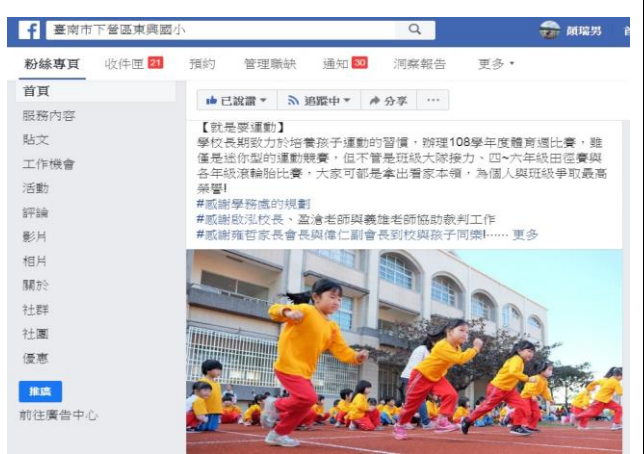 臺南市下營區東興國小
顏瑞男
粉絲專頁 收件匣 21 預約 管理職缺 通知 30 洞察報告 更多
首頁
服務內容
貼文
工作機會
活動
評論
影片
相片
關於
社群
社團
優惠
推廣
前往廣告中心
已說讚 追蹤中 分享 ...
【就是要運動】
學校長期致力於培養孩子運動的習慣，辦理108學年度體育週比賽，雖
僅是迷你型的運動競賽，但不管是班級大隊接力、四~六年級田徑賽與
各年級滾輪胎比賽，大家可都是拿出看家本領，為個人與班級爭取最高
榮譽!
#感謝學務處的規劃
#感謝啟泓校長、盈滄老師與義雄老師協助裁判工作
#感謝雍哲家長會長與偉仁副會長到校與孩子同樂!...... 更多